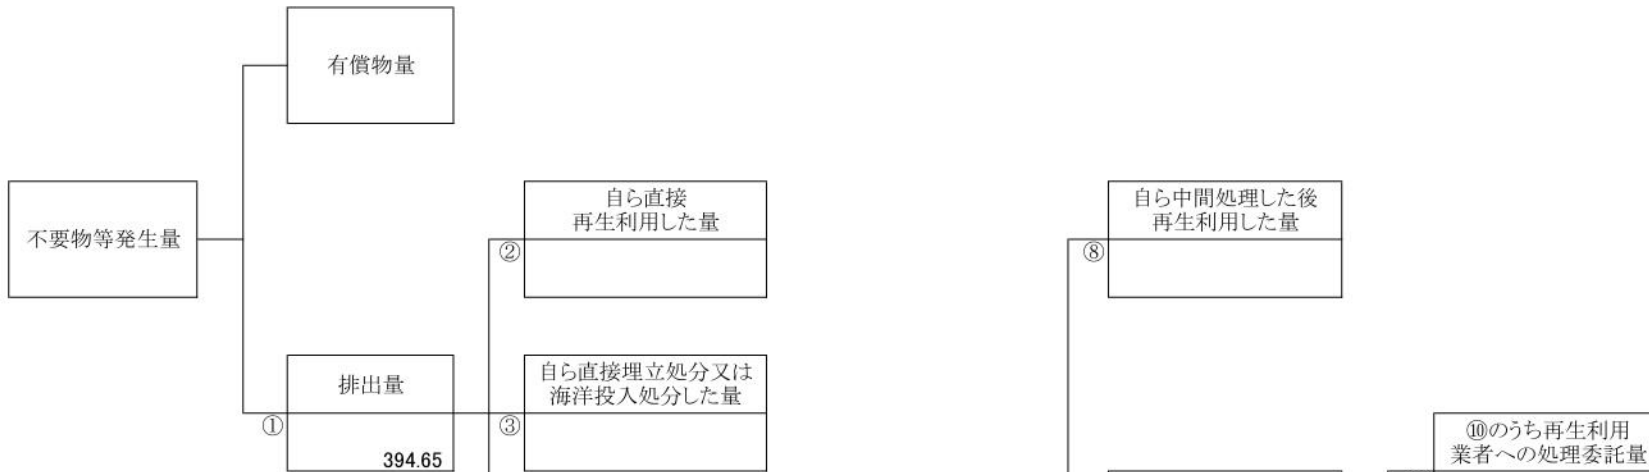 有償物量
不要物等発生量
自ら直接
再生利用した量
②
自ら中間処理した後
再生利用した量
⑧
排出量
①
394.65
自ら直接埋立処分又は
海洋投入処分した量
③
⑩のうち再生利用
業者への処理委託量